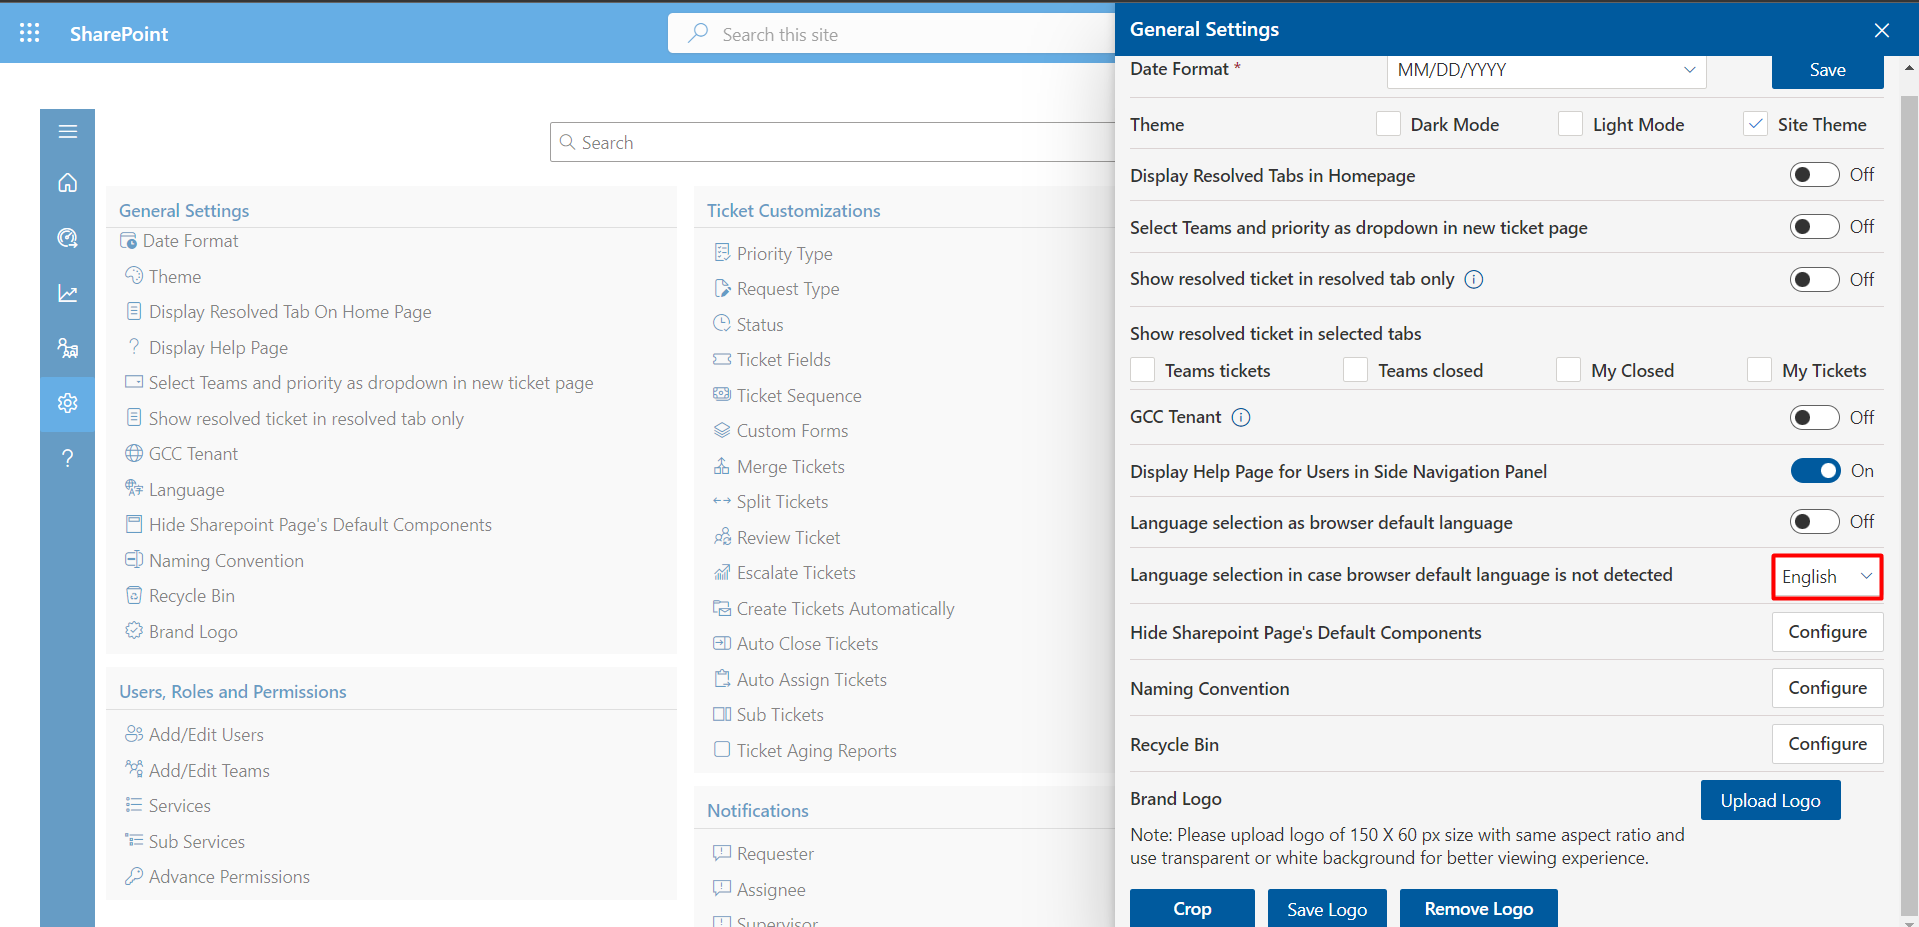 SharePoint
Search this site
Search
General Settings
Date Format
Theme
Display Resolved Tab On Home Page
Display Help Page
Select Teams and priority as dropdown in new ticket page
Show resolved ticket in resolved tab only
GCC Tenant
Language
Hide Sharepoint Page's Default Components
Naming Convention
Recycle Bin
Brand Logo
Users, Roles and Permissions
Add/Edit Users
Add/Edit Teams
Services
Sub Services
Advance Permissions
Ticket Customizations
Priority Type
Request Type
Status
Ticket Fields
Ticket Sequence
Custom Forms
Merge Tickets
Split Tickets
Review Ticket
Escalate Tickets
Create Tickets Automatically
Auto Close Tickets
Auto Assign Tickets
Sub Tickets
Ticket Aging Reports
Notifications
Requester
Assignee
Supervisor
General Settings
Date Format * MM/DD/YYYY Save
Theme Dark Mode Light Mode Site Theme
Display Resolved Tabs in Homepage Off
Select Teams and priority as dropdown in new ticket page Off
Show resolved ticket in resolved tab only Off
Show resolved ticket in selected tabs
Teams tickets Teams closed My Closed My Tickets
GCC Tenant Off
Display Help Page for Users in Side Navigation Panel On
Language selection as browser default language Off
Language selection in case browser default language is not detected English
Hide Sharepoint Page's Default Components Configure
Naming Convention Configure
Recycle Bin Configure
Brand Logo Upload Logo
Note: Please upload logo of 150 X 60 px size with same aspect ratio and
use transparent or white background for better viewing experience.
Crop Save Logo Remove Logo